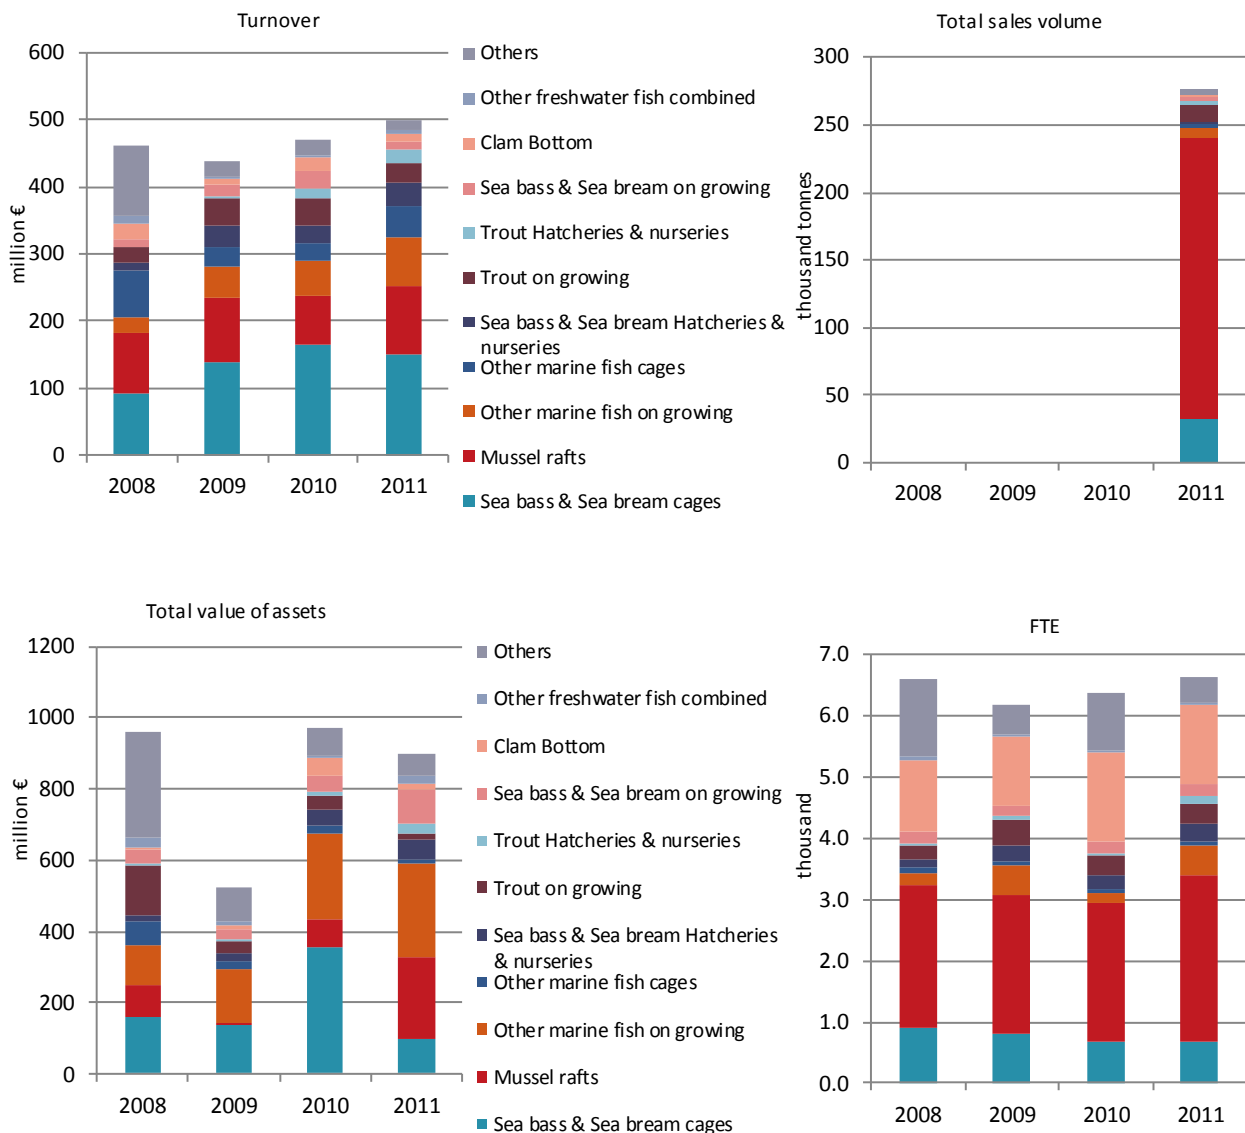 Turnover
600
500
400
300
200
100
0
million €
2008 2009 2010 2011
Others
Other freshwater fish combined
Clam Bottom
Sea bass & Sea bream on growing
Trout Hatcheries & nurseries
Trout on growing
Sea bass & Sea bream Hatcheries &
nurseries
Other marine fish cages
Other marine fish on growing
Mussel rafts
Sea bass & Sea bream cages
Total sales volume
300
250
200
150
100
50
0
thousand tonnes
2008 2009 2010 2011
Total value of assets
1200
1000
800
600
400
200
0
million €
2008 2009 2010 2011
Others
Other freshwater fish combined
Clam Bottom
Sea bass & Sea bream on growing
Trout Hatcheries & nurseries
Trout on growing
Sea bass & Sea bream Hatcheries
& nurseries
Other marine fish cages
Other marine fish on growing
Mussel rafts
Sea bass & Sea bream cages
FTE
7.0
6.0
5.0
4.0
3.0
2.0
1.0
0.0
thousand
2008 2009 2010 2011